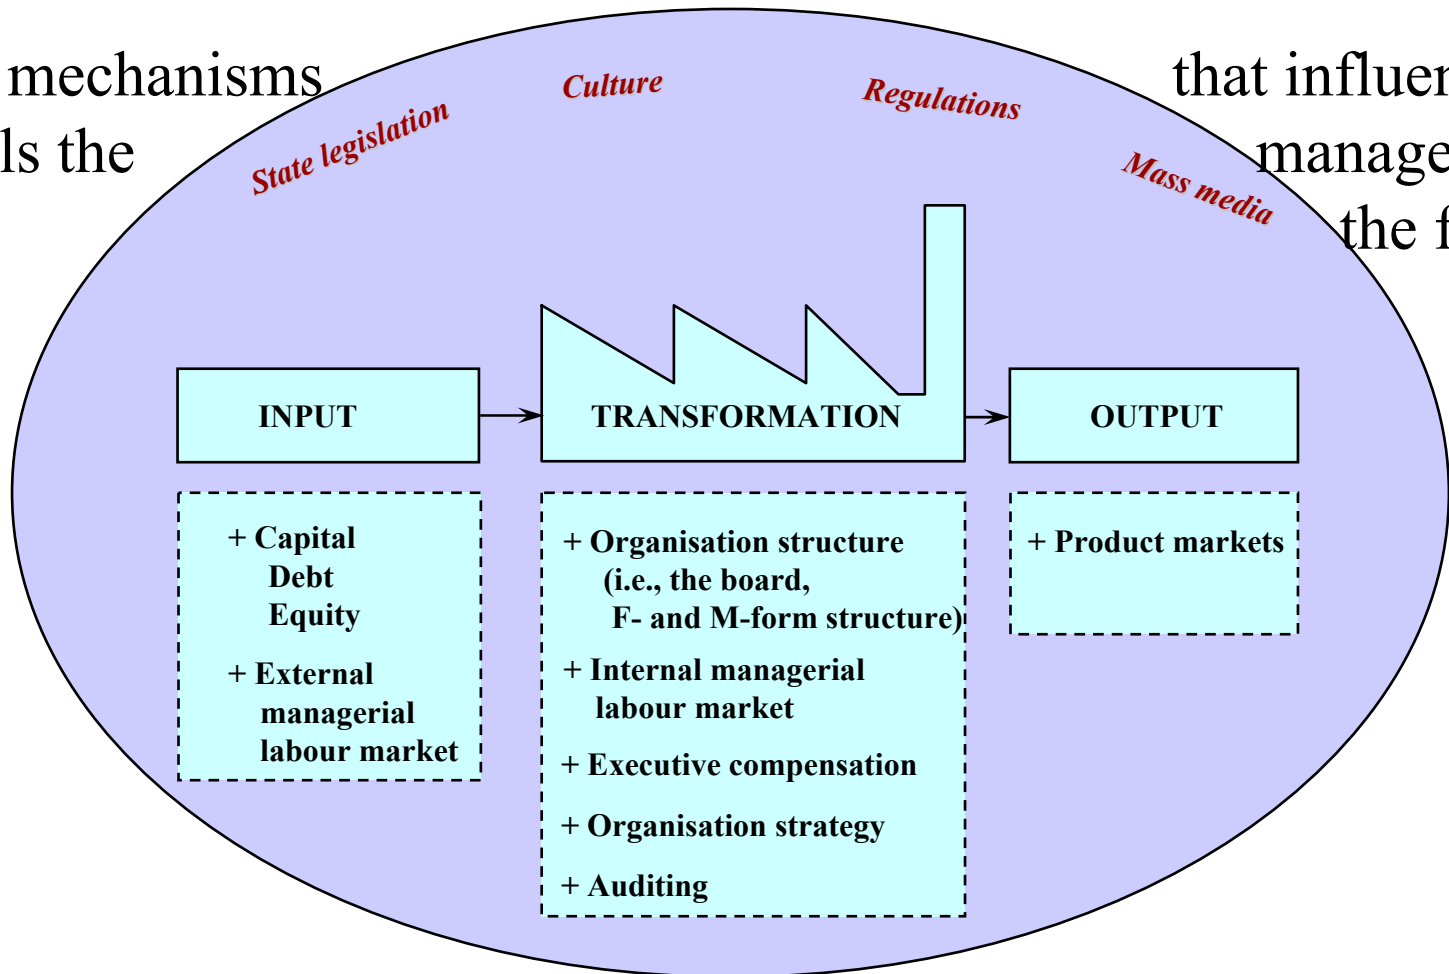 mechanisms
that influen
ls the
manage
the f
State legislation
Culture
Regulations
Mass media
INPUT
TRANSFORMATION
OUTPUT
+ Capital
Debt
Equity
+ External
managerial
labour market
+ Organisation structure
(i.e., the board,
F- and M-form structure)
+ Internal managerial
labour market
+ Executive compensation
+ Organisation strategy
+ Auditing
+ Product markets